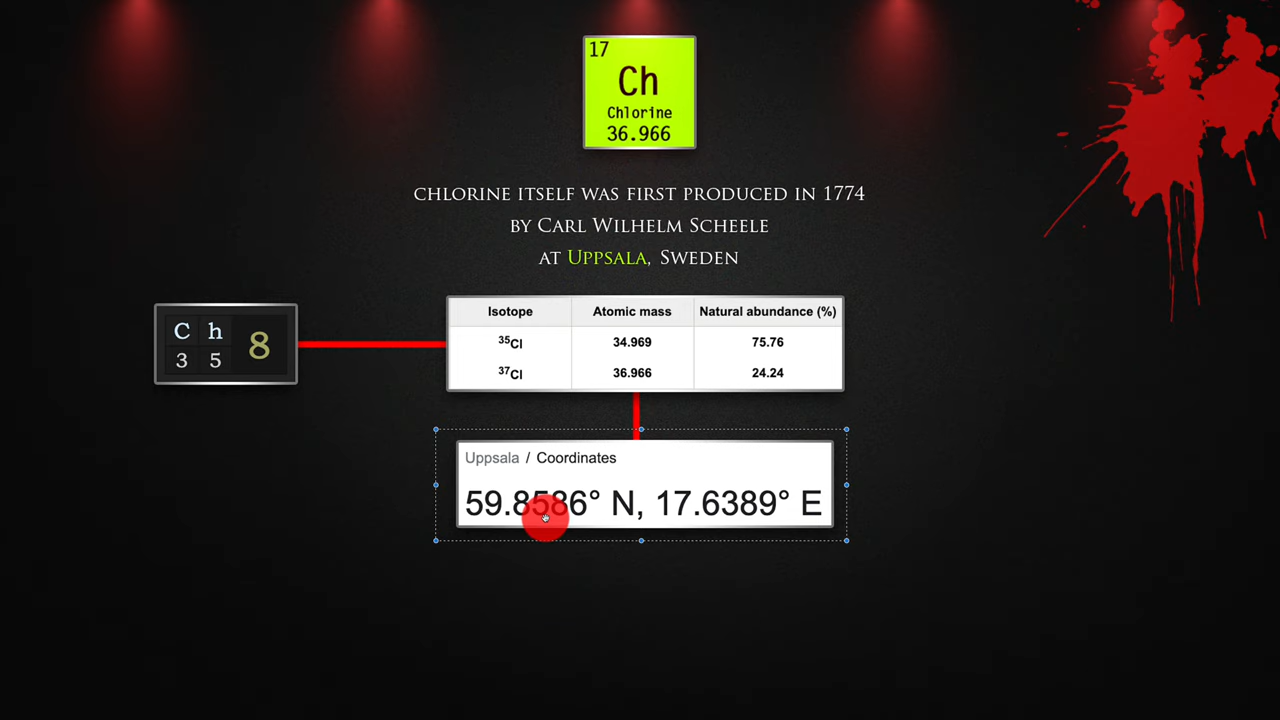 17
Ch
Chlorine
36.966
CHLORINE ITSELF WAS FIRST PRODUCED IN 1774
BY CARL WILHELM SCHEELE
AT UPPSALA, SWEDEN
C h 8
3 5
Isotope Atomic mass Natural abundance (%)
35Cl 34.969 75.76
37Cl 36.966 24.24
Uppsala / Coordinates
59.8586° N, 17.6389° E